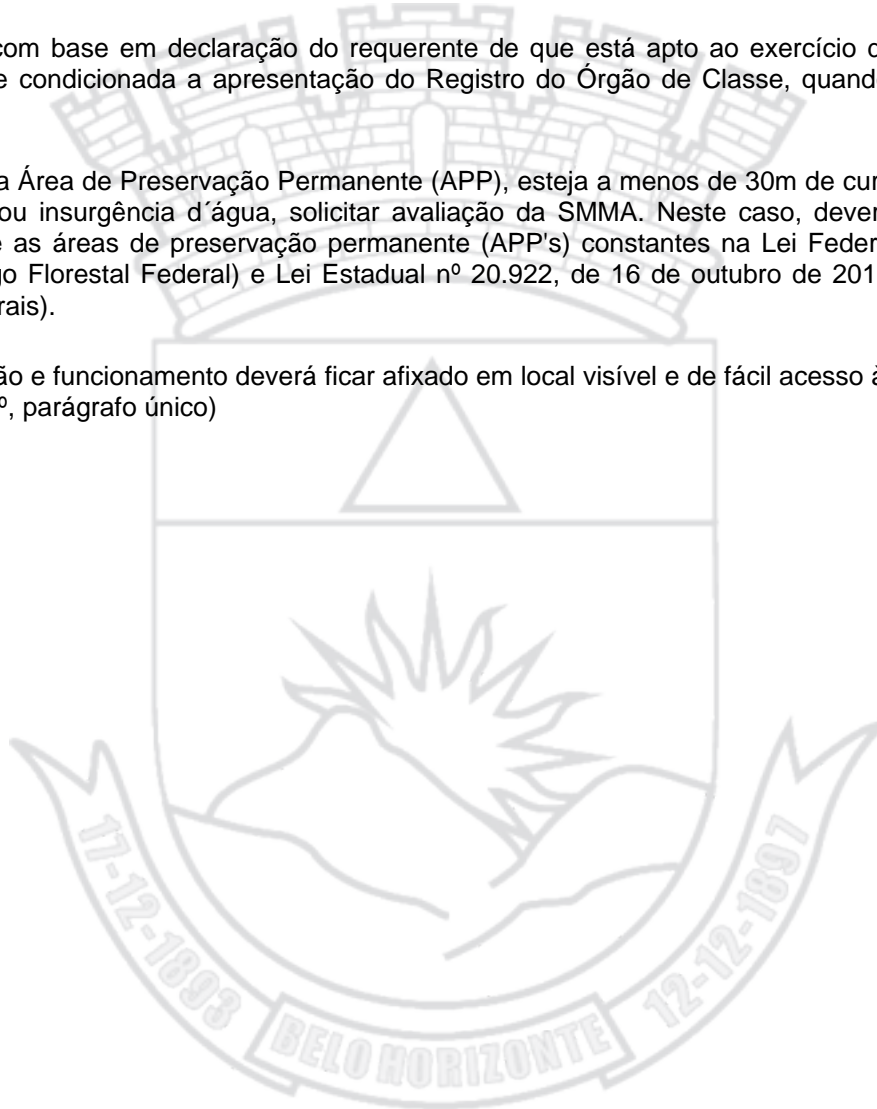 com base em declaração do requerente de que está apto ao exercício d
e condicionada a apresentação do Registro do Órgão de Classe, quand
a Área de Preservação Permanente (APP), esteja a menos de 30m de cur
ou insurgência d´água, solicitar avaliação da SMMA. Neste caso, dever
e as áreas de preservação permanente (APP's) constantes na Lei Feder
go Florestal Federal) e Lei Estadual nº 20.922, de 16 de outubro de 201
rais).
ão e funcionamento deverá ficar afixado em local visível e de fácil acesso à
º, parágrafo único)
17-12-1893
BELO HORIZONTE
12-12-1897